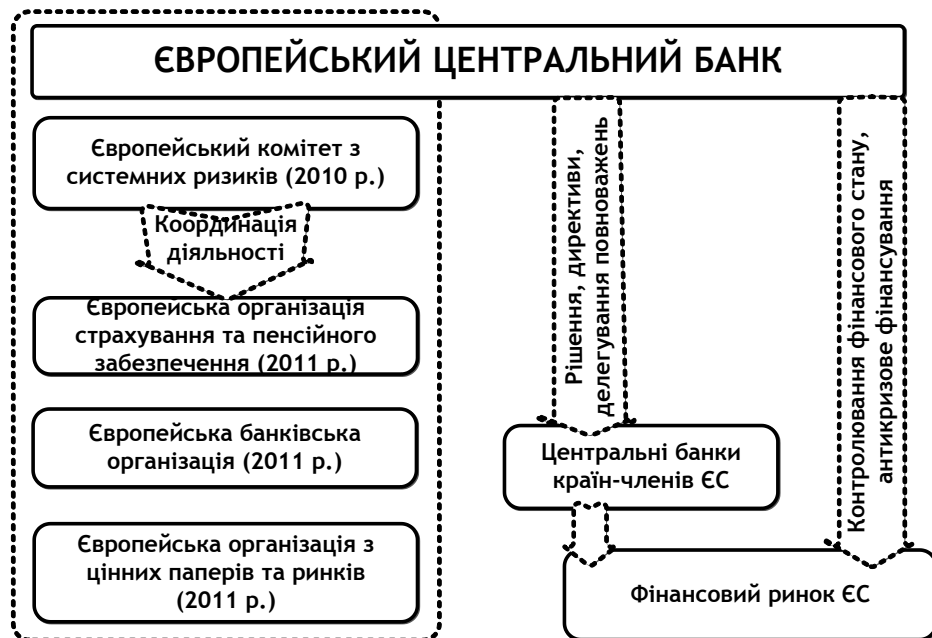 ЄВРОПЕЙСЬКИЙ ЦЕНТРАЛЬНИЙ БАНК
Європейський комітет з
системних ризиків (2010 р.)
Координація
діяльності
Європейська організація
страхування та пенсійного
забезпечення (2011 р.)
Європейська банківська
організація (2011 р.)
Європейська організація з
цінних паперів та ринків
(2011 р.)
Рішення, директиви,
делегування повноважень
Центральні банки
країн-членів ЄС
Контролювання фінансового стану,
антикризове фінансування
Фінансовий ринок ЄС